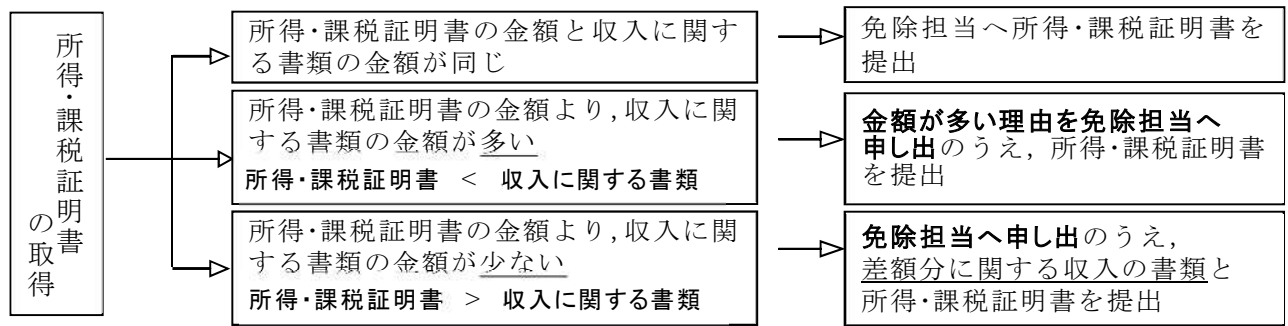 所得・課税証明書
の取得
所得・課税証明書の金額と収入に関す
る書類の金額が同じ
免除担当へ所得・課税証明書を
提出
所得・課税証明書の金額より,収入に関
する書類の金額が多い
所得・課税証明書 < 収入に関する書類
金額が多い理由を免除担当へ
申し出のうえ, 所得・課税証明書
を提出
所得・課税証明書の金額より,収入に関
する書類の金額が少ない
所得・課税証明書 > 収入に関する書類
免除担当へ申し出のうえ,
差額分に関する収入の書類と
所得・課税証明書を提出